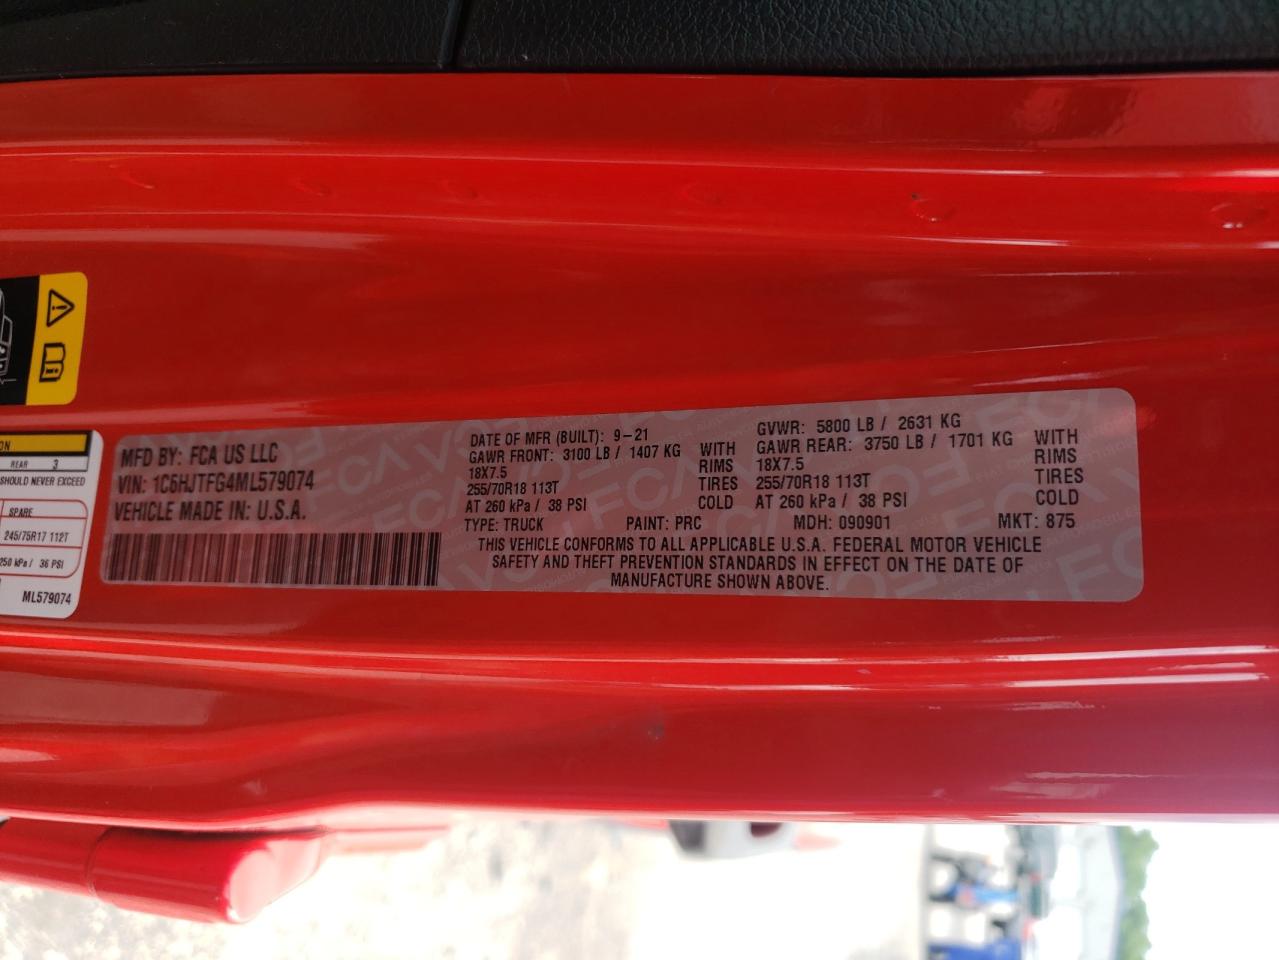 MFD BY: FCA US LLC
VIN: 1C6HJTFG4ML579074
VEHICLE MADE IN: U.S.A.
DATE OF MFR (BUILT): 9-21
GAWR FRONT: 3100 LB / 1407 KG WITH
18X7.5 RIMS
255/70R18 113T TIRES
AT 260 kPa / 38 PSI COLD
GVWR: 5800 LB / 2631 KG
GAWR REAR: 3750 LB / 1701 KG WITH
18X7.5 RIMS
255/70R18 113T TIRES
AT 260 kPa / 38 PSI COLD
TYPE: TRUCK PAINT: PRC MDH: 090901 MKT: 875
THIS VEHICLE CONFORMS TO ALL APPLICABLE U.S.A. FEDERAL MOTOR VEHICLE
SAFETY AND THEFT PREVENTION STANDARDS IN EFFECT ON THE DATE OF
MANUFACTURE SHOWN ABOVE.
ON
REAR 3
SHOULD NEVER EXCEED
SPARE
245/75R17 112T
250 kPa / 36 PSI
ML579074